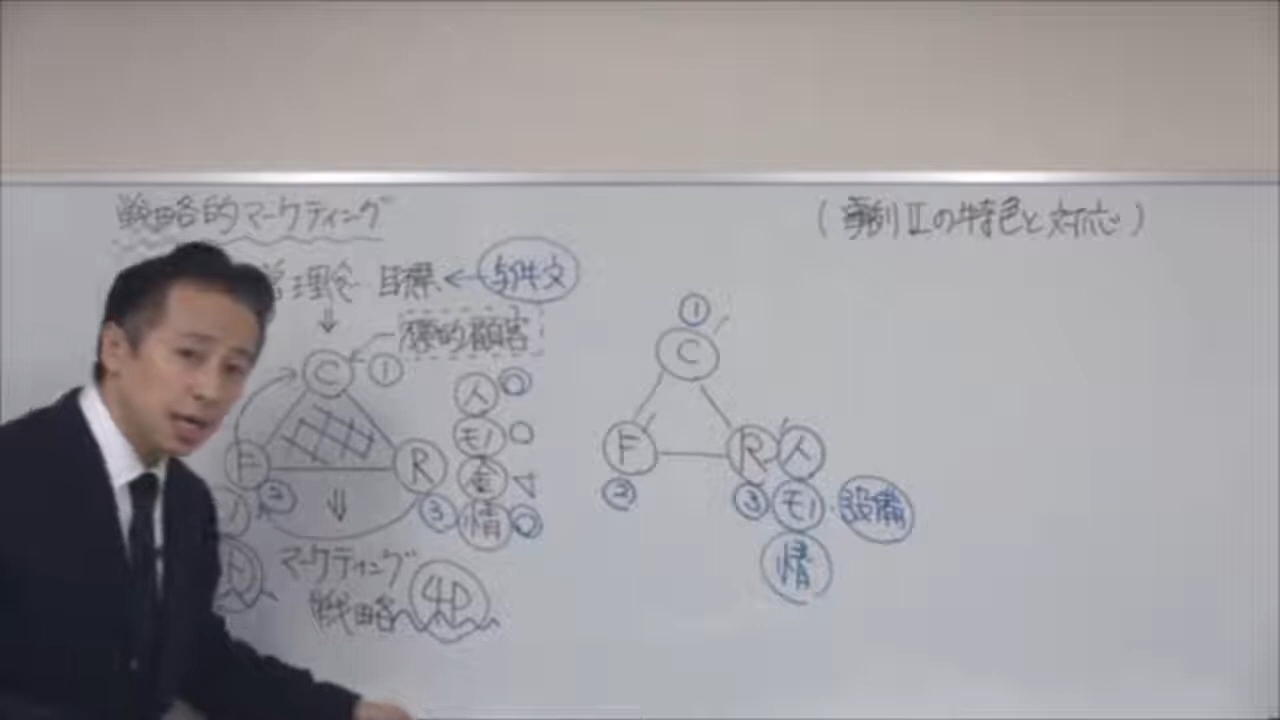 戦略的マーケティング
(事例Ⅱの特色と対応)
理念 目標 ← 与件文
標的顧客
C ①
人 ○
モノ ○
金 △
情 ○
F ②
R ③
マーケティング
戦略 4P
① C
F ②
R ③
人
モノ 設備
情